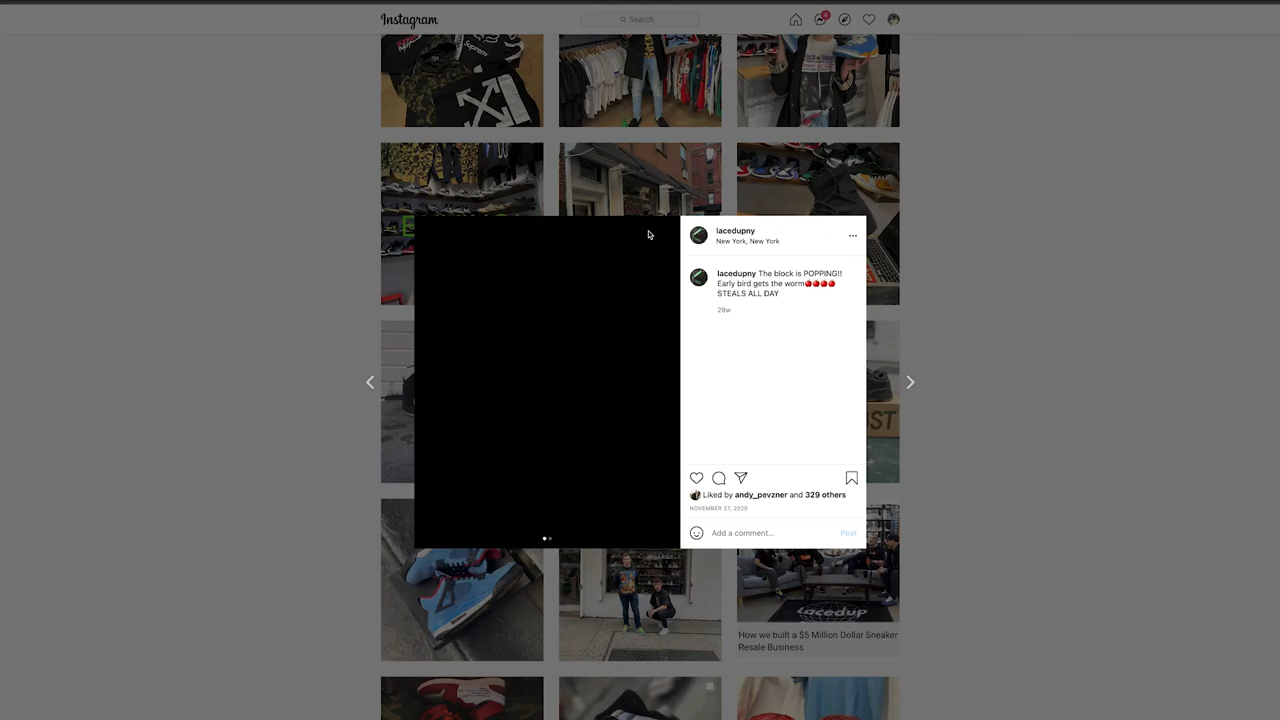 Instagram
Search
4
Supreme
lacedupny
New York, New York
lacedupny The block is POPPING!!
Early bird gets the worm🍎🍎🍎🍎
STEALS ALL DAY
28w
Liked by andy_pevzner and 329 others
NOVEMBER 27, 2020
Add a comment...
Post
Lacedup
How we built a $5 Million Dollar Sneaker
Resale Business